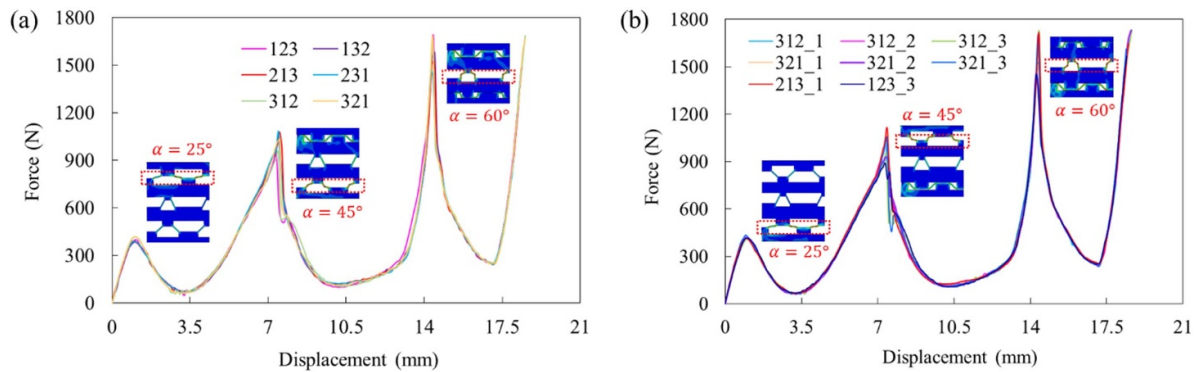 (a)
1800
1500
1200
900
600
300
0
Force (N)
0 3.5 7 10.5 14 17.5 21
Displacement (mm)
123 132
213 231
312 321
α = 25°
α = 45°
α = 60°
(b)
1800
1500
1200
900
600
300
0
Force (N)
0 3.5 7 10.5 14 17.5 21
Displacement (mm)
312_1 312_2 312_3
321_1 321_2 321_3
213_1 123_3
α = 25°
α = 45°
α = 60°